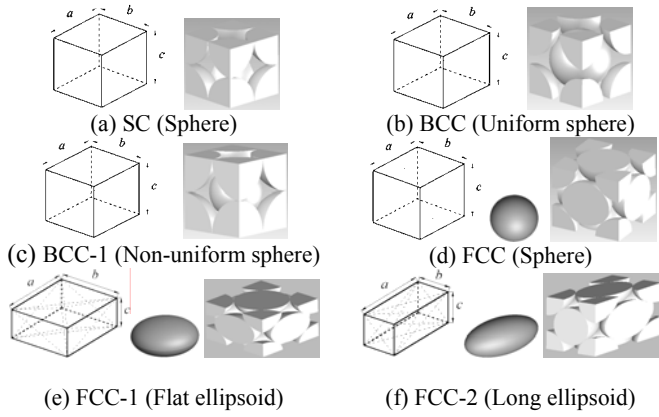 a b c
a b c
(a) SC (Sphere)
(b) BCC (Uniform sphere)
a b c
a b c
(c) BCC-1 (Non-uniform sphere)
(d) FCC (Sphere)
a b c
a b c
(e) FCC-1 (Flat ellipsoid)
(f) FCC-2 (Long ellipsoid)